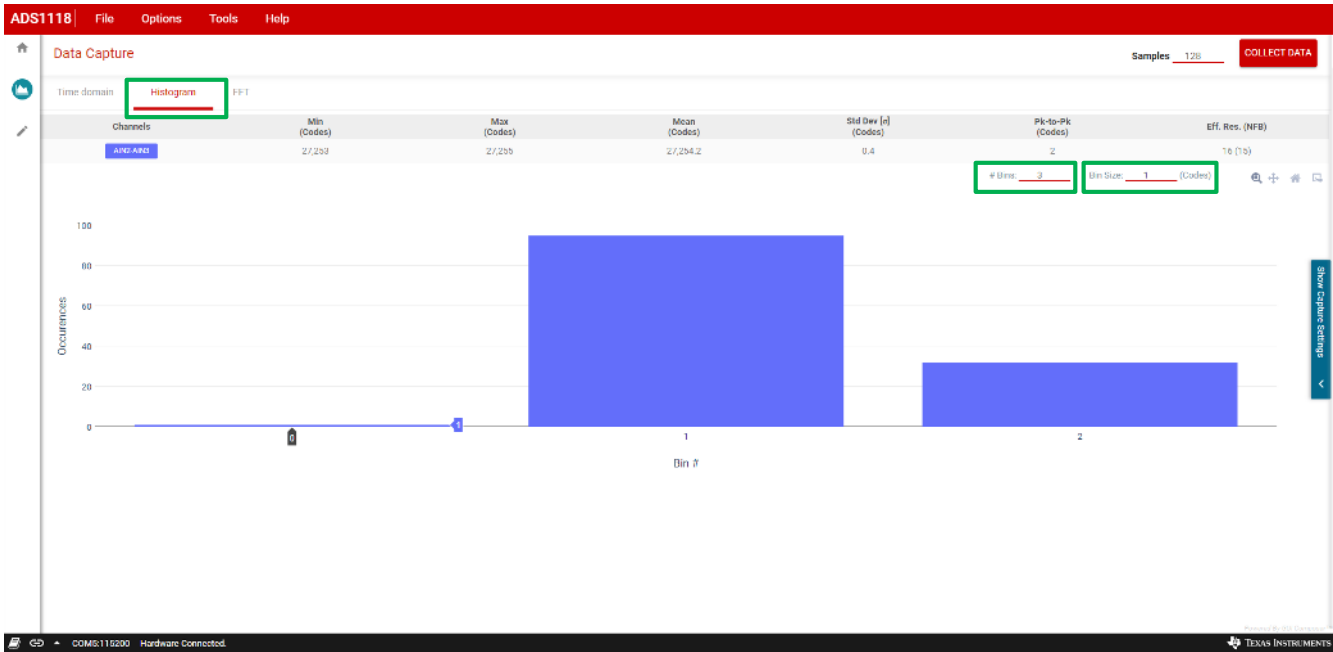 ADS1118 File Options Tools Help
Data Capture
Samples 128 COLLECT DATA
Time domain Histogram FFT
Channels Min (Codes) Max (Codes) Mean (Codes) Std Dev [σ] (Codes) Pk-to-Pk (Codes) Eff. Res. (NFB)
AIN2-AIN3 27,253 27,255 27,254.2 0.4 2 16 (15)
# Bins: 3 Bin Size: 1 (Codes)
100
80
60
40
20
0
Occurences
1
0 1 2
Bin #
Show Capture Settings
COM5:115200 Hardware Connected.
TEXAS INSTRUMENTS